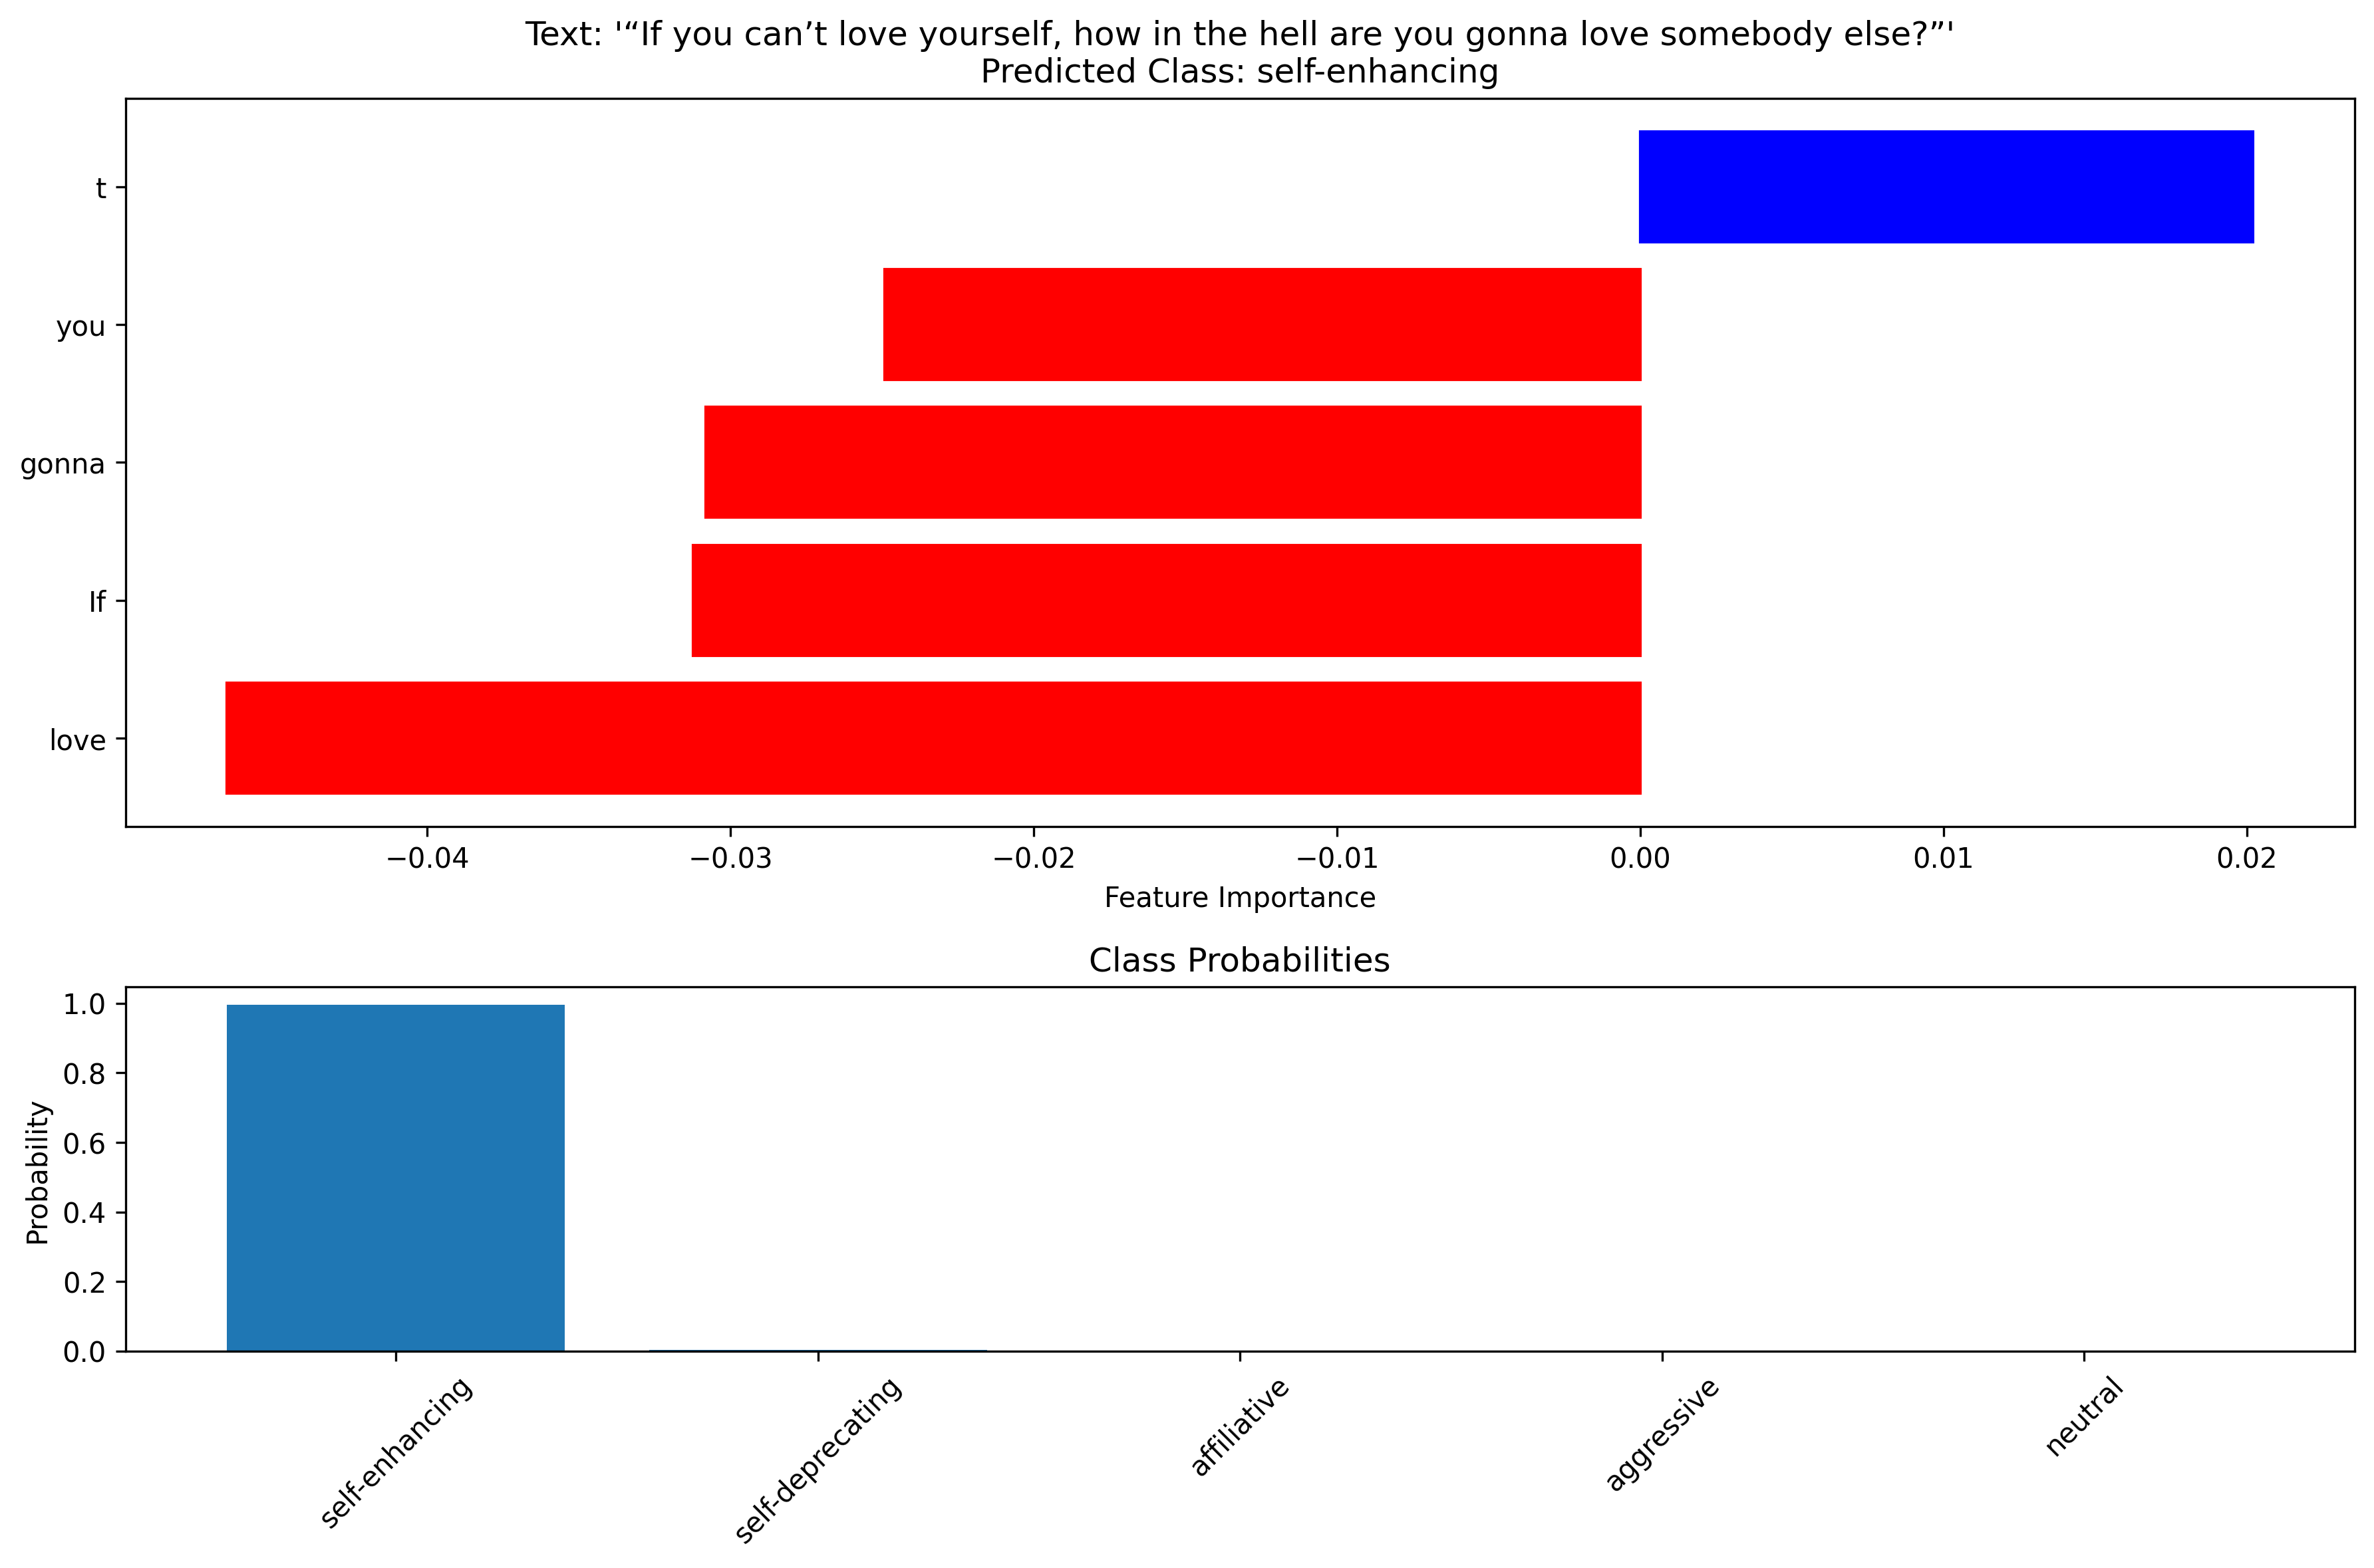 Text: '“If you can’t love yourself, how in the hell are you gonna love somebody else?”'
Predicted Class: self-enhancing
t
you
gonna
If
love
−0.04 −0.03 −0.02 −0.01 0.00 0.01 0.02
Feature Importance
Class Probabilities
Probability
1.0
0.8
0.6
0.4
0.2
0.0
self-enhancing
self-deprecating
affiliative
aggressive
neutral